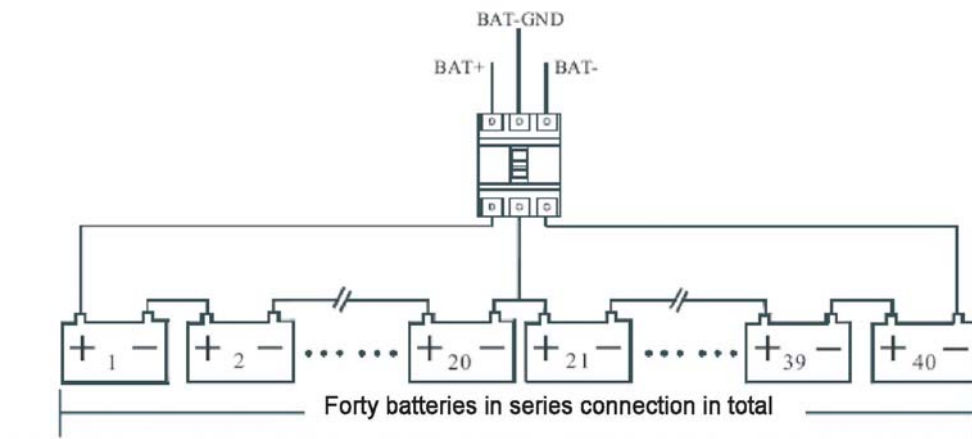 BAT-GND
BAT+ BAT-
+ 1 − + 2 − + 20 − + 21 − + 39 − + 40 −
Forty batteries in series connection in total